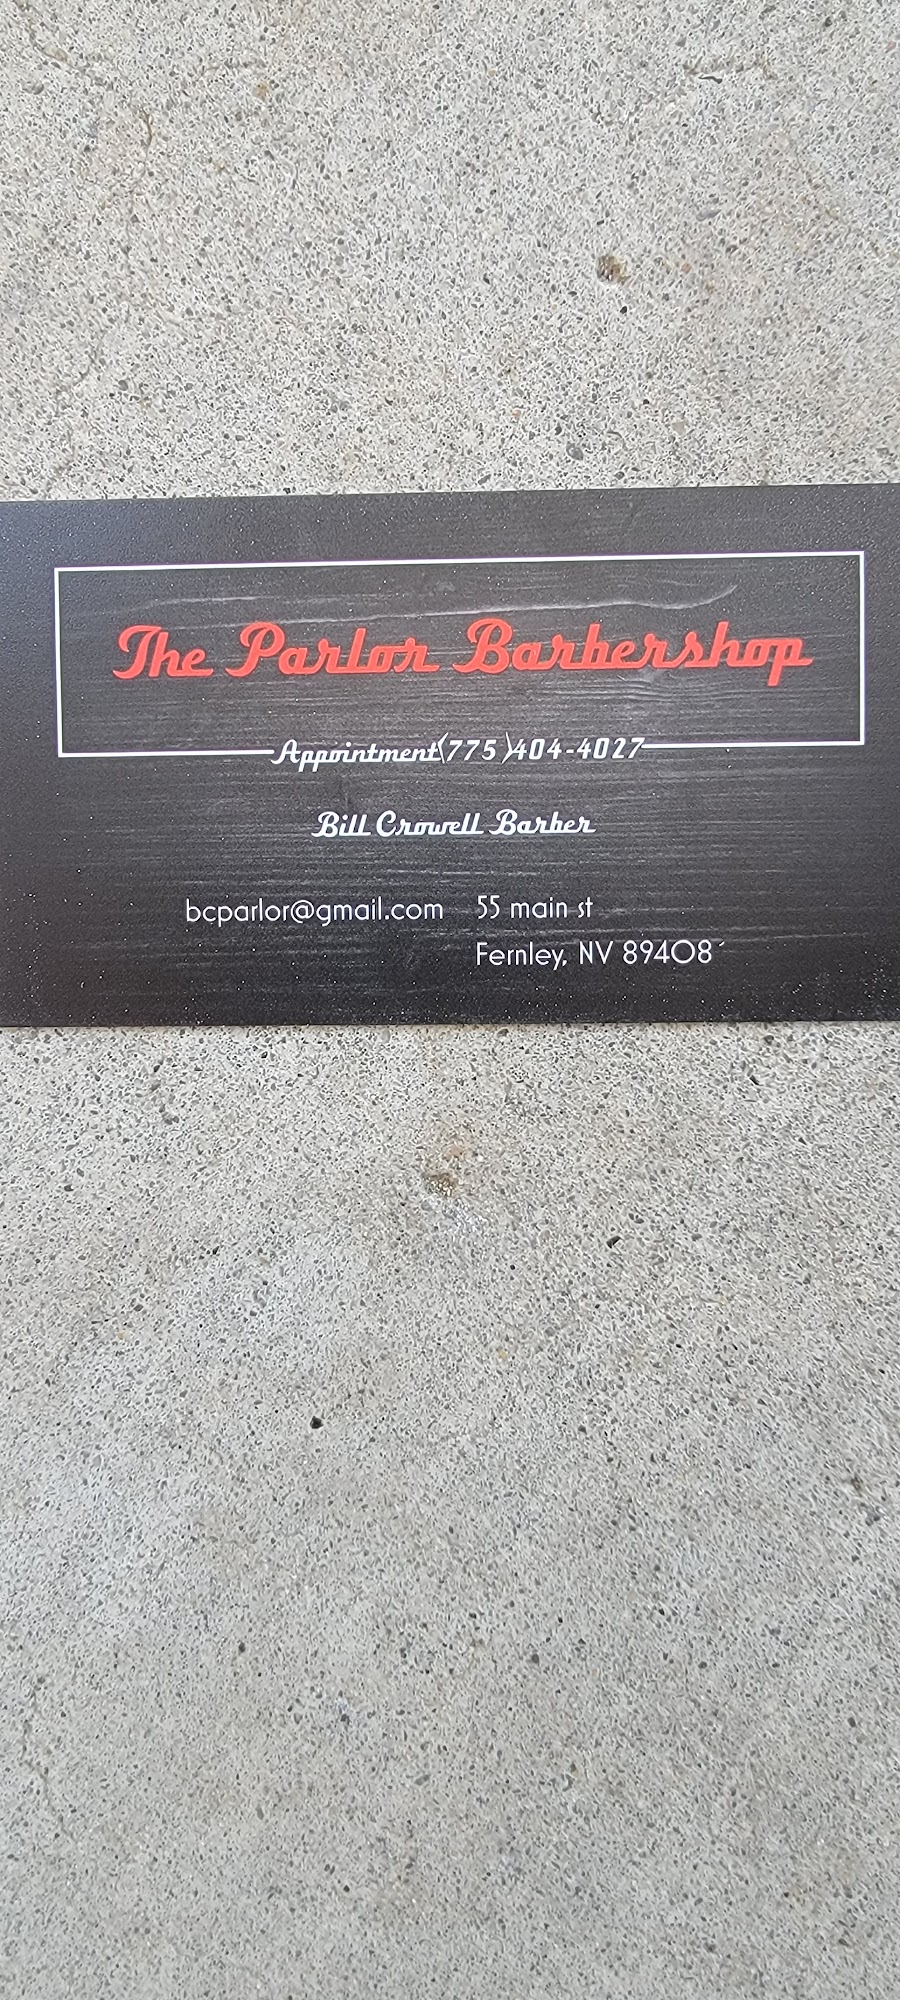 The Parlor Barbershop
Appointment(775)404-4027
Bill Crowell Barber
bcparlor@gmail.com
55 main st
Fernley, NV 89408